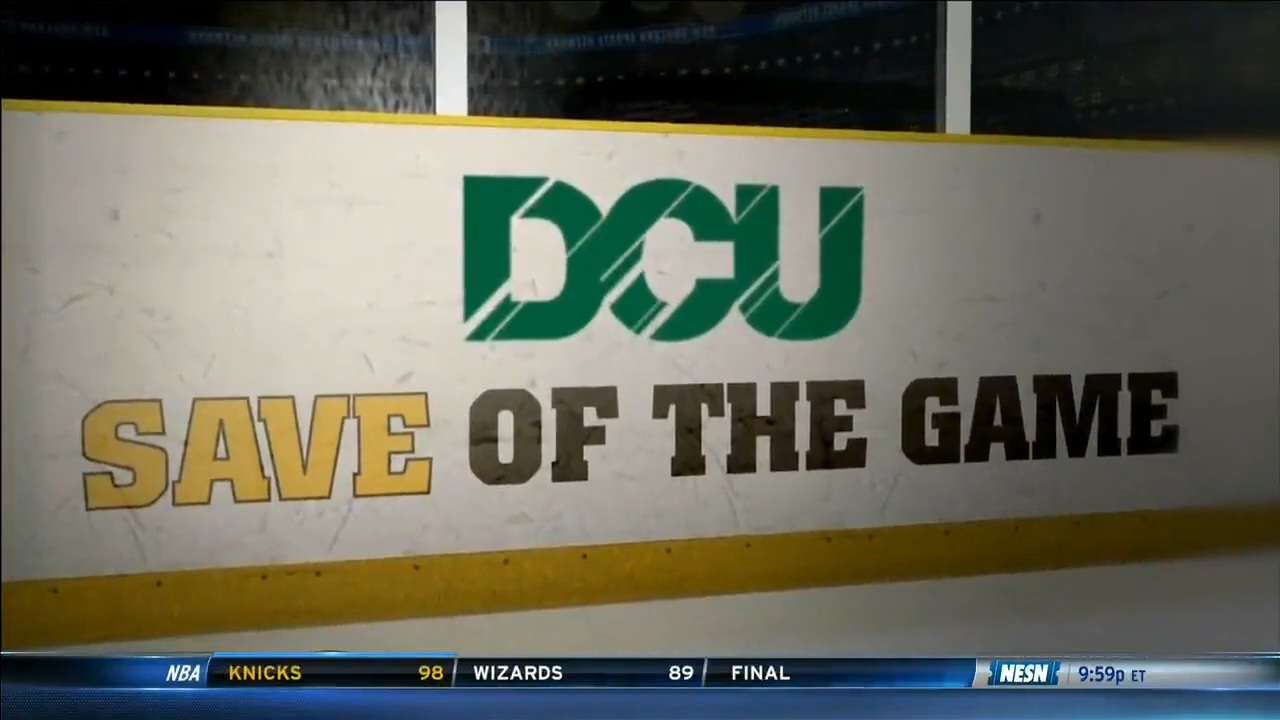 DCU
SAVE OF THE GAME
NBA KNICKS 98 WIZARDS 89 FINAL NESN 9:59p ET